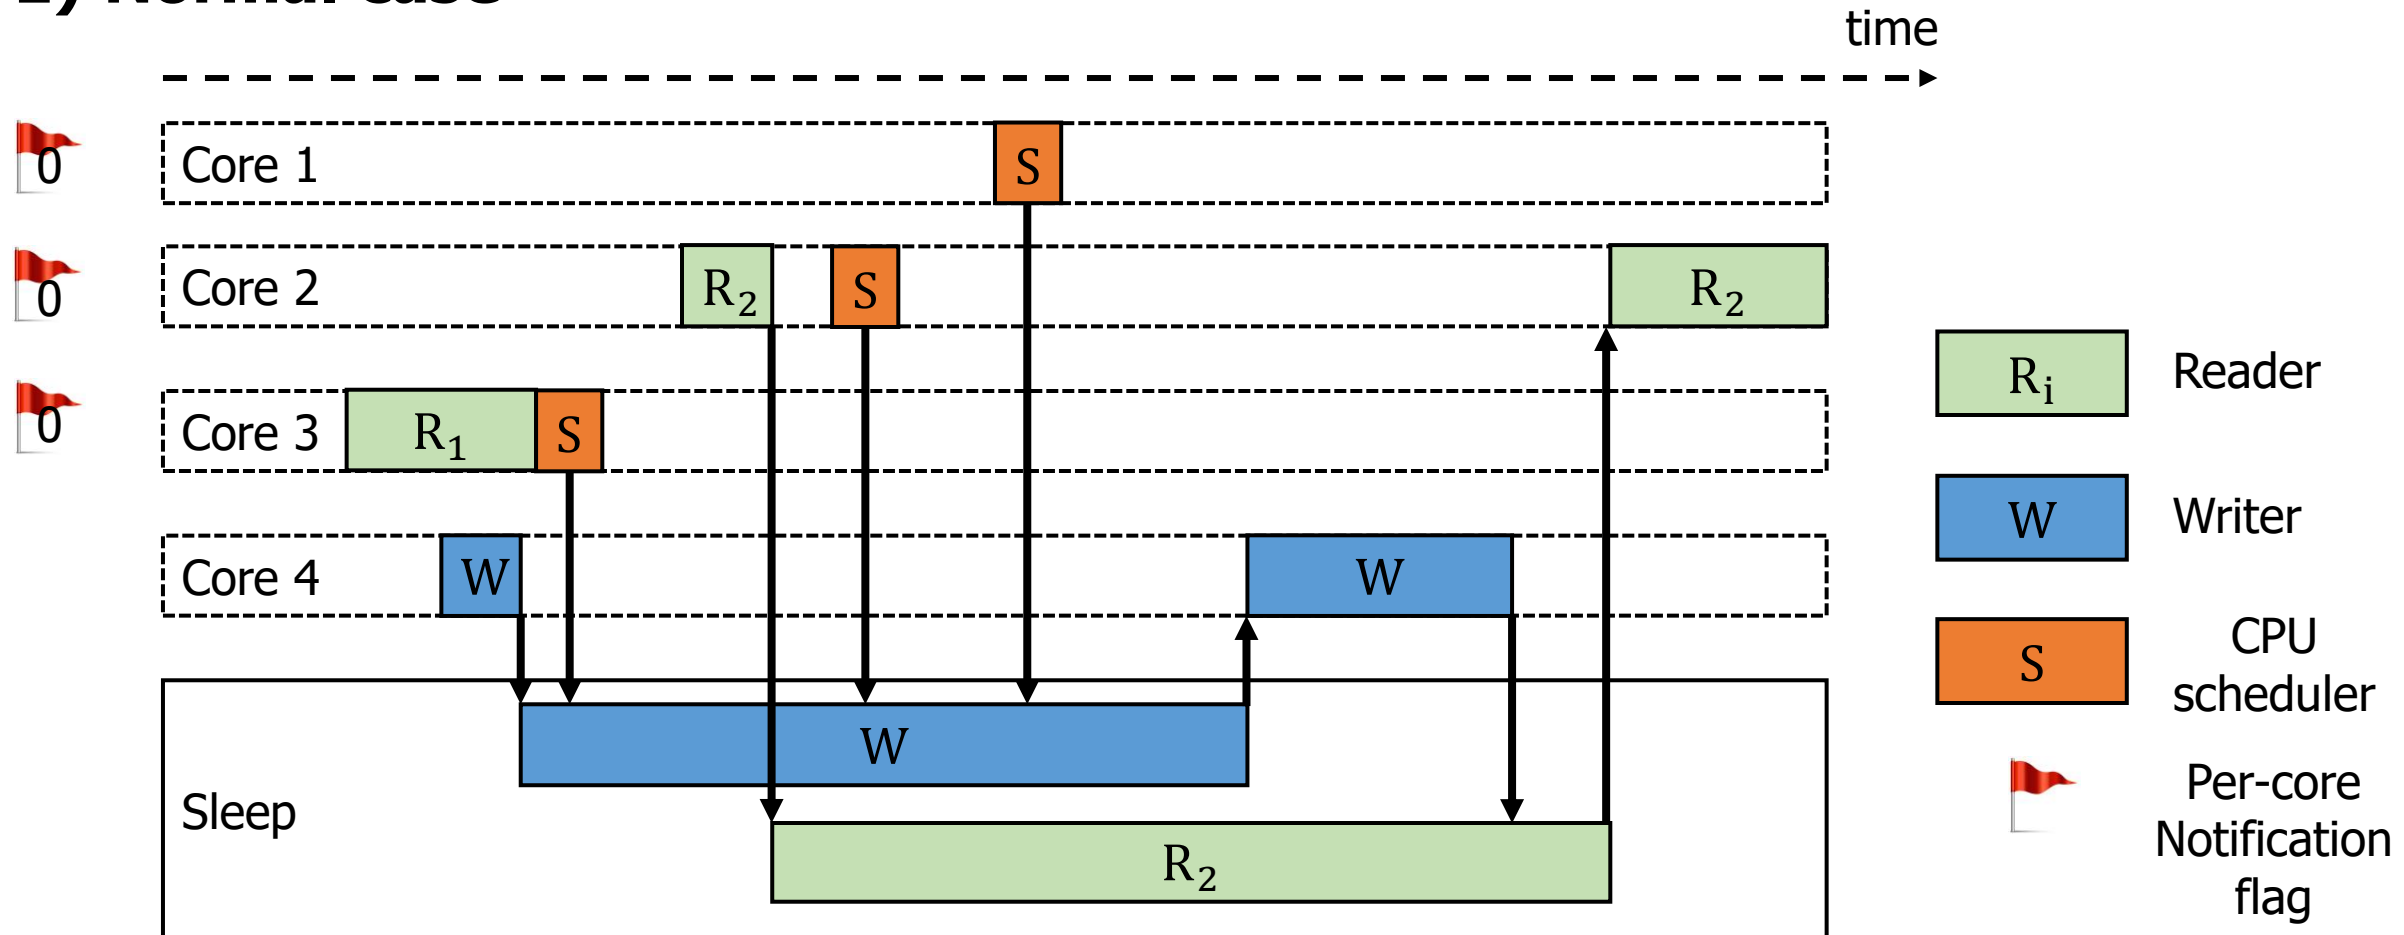 time
0
Core 1
S
0
Core 2
R₂
S
R₂
0
Core 3
R₁
S
Core 4
W
W
Sleep
W
R₂
Rᵢ
Reader
W
Writer
S
CPU
scheduler
Per-core
Notification
flag